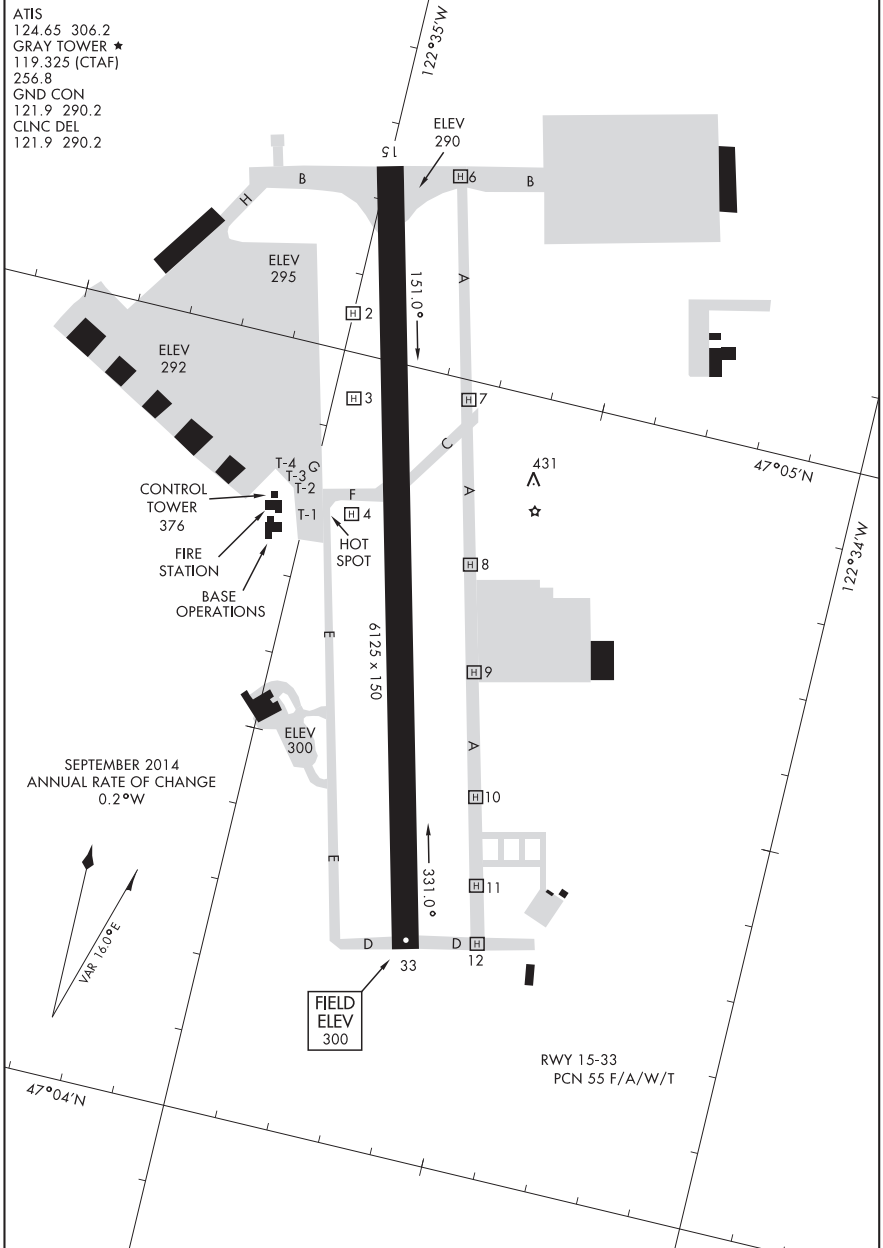 ATIS
124.65 306.2
GRAY TOWER ★
119.325 (CTAF)
256.8
GND CON
121.9 290.2
CLNC DEL
121.9 290.2
122°35'W
ELEV
290
15
B
H 6
B
H
A
ELEV
295
151.0°
H 2
ELEV
292
H 3
H 7
C
47°05'N
431
T-4
G
T-3
T-2
T-1
F
A
CONTROL
TOWER
376
H 4
HOT
SPOT
FIRE
STATION
BASE
OPERATIONS
H 8
122°34'W
E
6125 x 150
H 9
ELEV
300
A
SEPTEMBER 2014
ANNUAL RATE OF CHANGE
0.2°W
H 10
E
331.0°
H 11
VAR 16.0°E
D
D
H
33
12
FIELD
ELEV
300
RWY 15-33
PCN 55 F/A/W/T
47°04'N